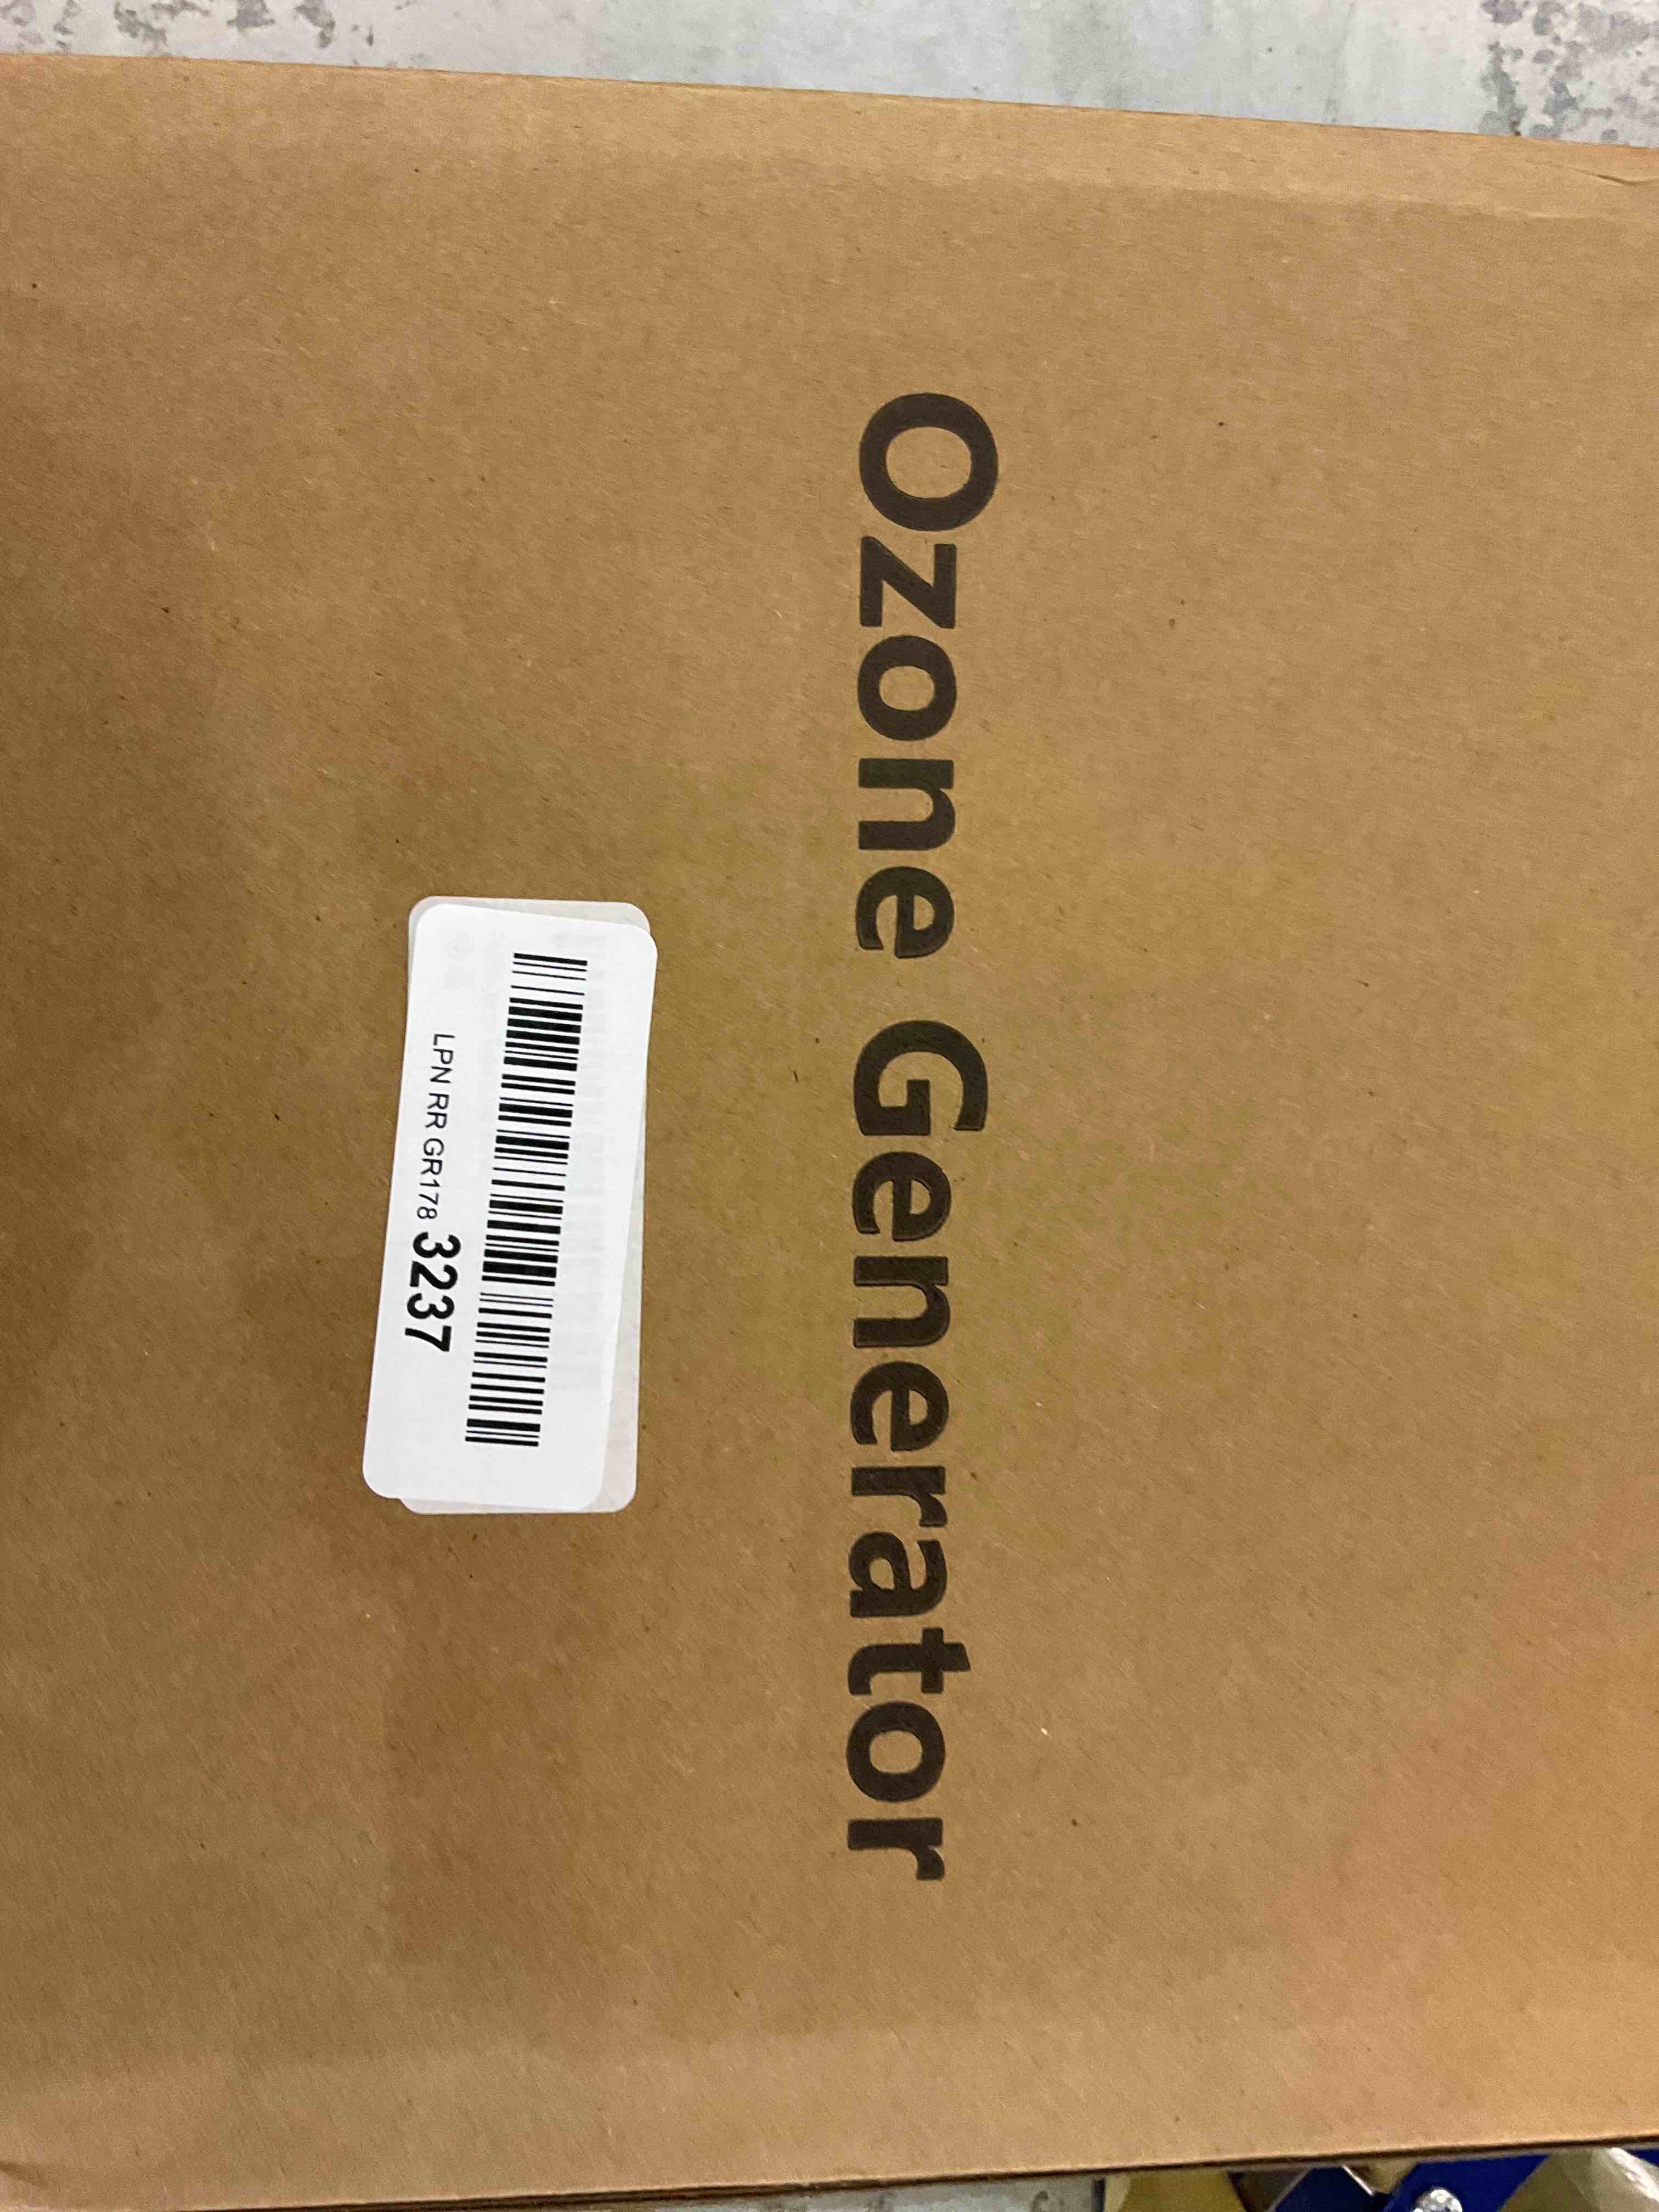 Ozone Generator
LPN RR GR178 3237